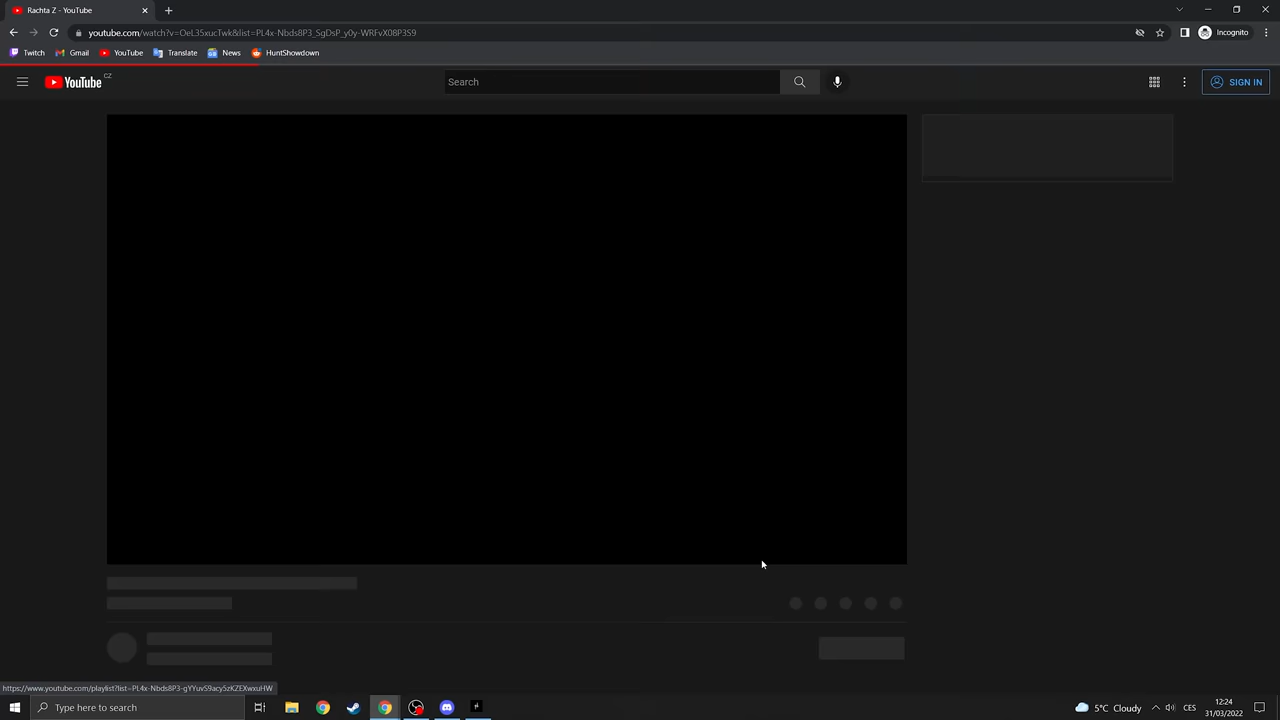 Rachta Z - YouTube
youtube.com/watch?v=OeL35xucTwk&list=PL4x-Nbds8P3_SgDsP_y0y-WRFvX08P3S9
Incognito
Twitch
Gmail
YouTube
Translate
News
HuntShowdown
YouTube CZ
Search
SIGN IN
https://www.youtube.com/playlist?list=PL4x-Nbds8P3-gYYuvS9acy5zKZEXwxuHW
Type here to search
5°C Cloudy
CES
12:24
31/03/2022